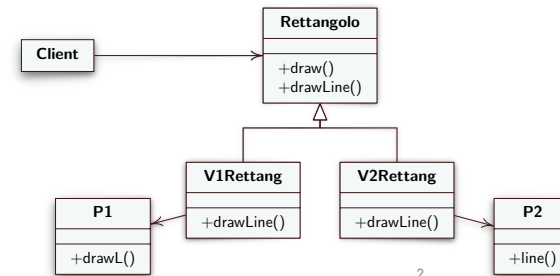 Rettangolo
Client
+draw()
+drawLine()
V1Rettang
V2Rettang
+drawLine()
+drawLine()
P1
P2
+drawL()
+line()
2